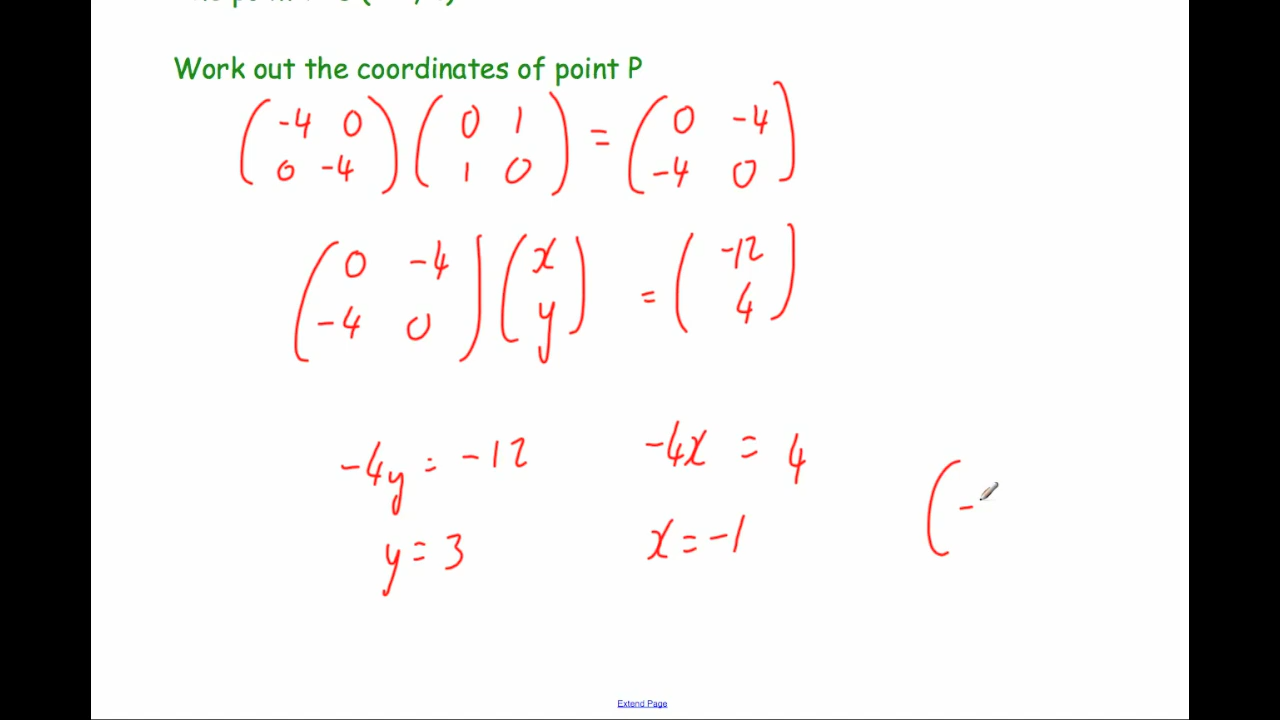 Work out the coordinates of point P
(-4 0) (0 1) = (0 -4)
(0 -4) (1 0) (-4 0)
(0 -4) (x) = (-12)
(-4 0) (y) (4)
-4y = -12 -4x = 4
y = 3 x = -1 (-
Extend Page